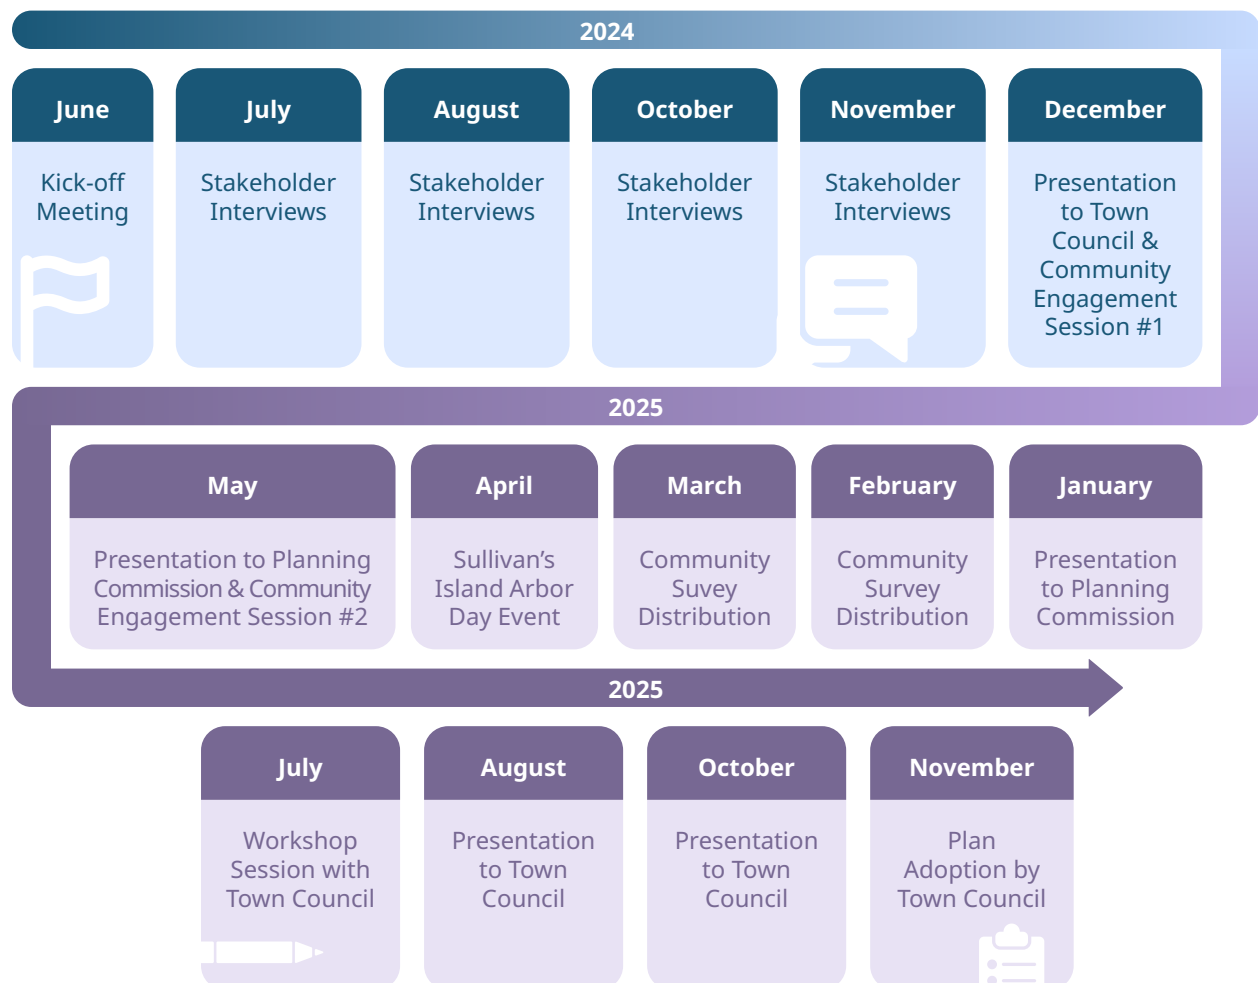 2024
June
Kick-off
Meeting
July
Stakeholder
Interviews
August
Stakeholder
Interviews
October
Stakeholder
Interviews
November
Stakeholder
Interviews
December
Presentation
to Town
Council &
Community
Engagement
Session #1
2025
May
Presentation to Planning
Commission & Community
Engagement Session #2
April
Sullivan’s
Island Arbor
Day Event
March
Community
Suvey
Distribution
February
Community
Survey
Distribution
January
Presentation
to Planning
Commission
2025
July
Workshop
Session with
Town Council
August
Presentation
to Town
Council
October
Presentation
to Town
Council
November
Plan
Adoption by
Town Council